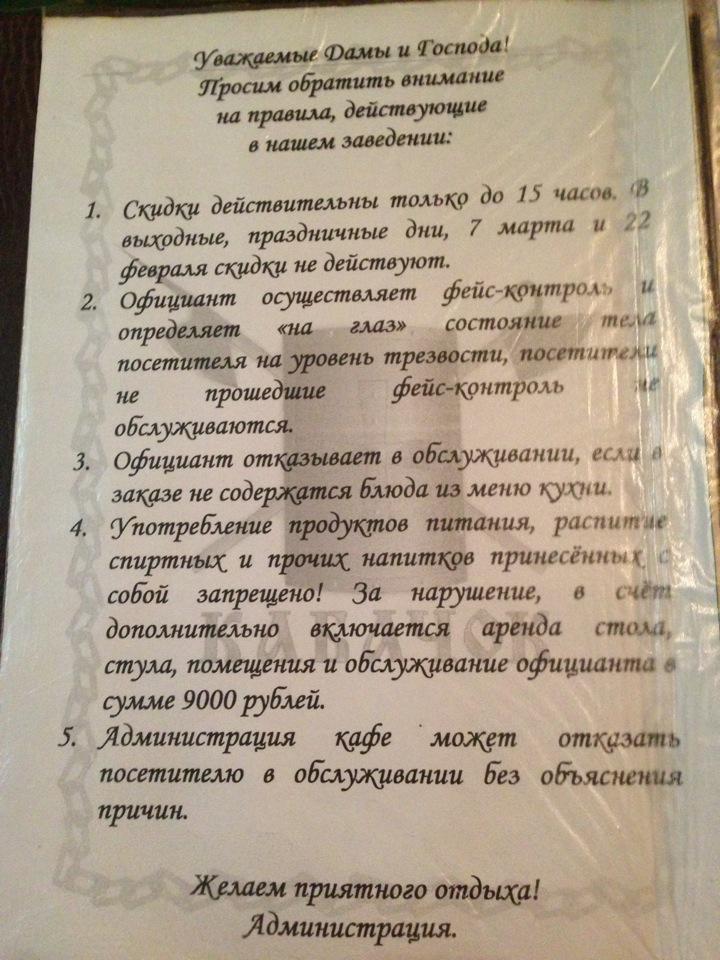 Уважаемые Дамы и Господа!
Просим обратить внимание
на правила, действующие
в нашем заведении:
1. Скидки действительны только до 15 часов. В
выходные, праздничные дни, 7 марта и 22
февраля скидки не действуют.
2. Официант осуществляет фейс-контроль и
определяет «на глаз» состояние тела
посетителя на уровень трезвости, посетители
не прошедшие фейс-контроль не
обслуживаются.
3. Официант отказывает в обслуживании, если в
заказе не содержатся блюда из меню кухни.
4. Употребление продуктов питания, распитие
спиртных и прочих напитков принесённых с
собой запрещено! За нарушение, в счёт
дополнительно включается аренда стола,
стула, помещения и обслуживание официанта в
сумме 9000 рублей.
5. Администрация кафе может отказать
посетителю в обслуживании без объяснения
причин.
Желаем приятного отдыха!
Администрация.